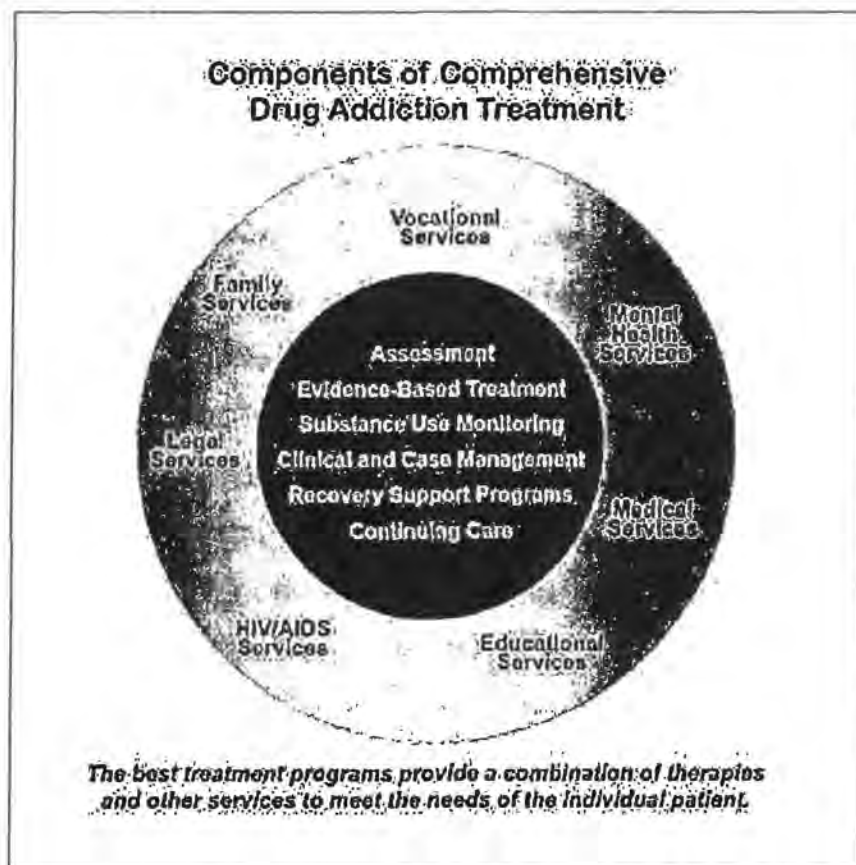 Components of Comprehensive
Drug Addiction Treatment
Vocational
Services
Family
Services
Mental
Health
Services
Legal
Services
Medical
Services
HIV/AIDS
Services
Educational
Services
Assessment
Evidence-Based Treatment
Substance Use Monitoring
Clinical and Case Management
Recovery Support Programs
Continuing Care
The best treatment programs provide a combination of therapies
and other services to meet the needs of the individual patient.